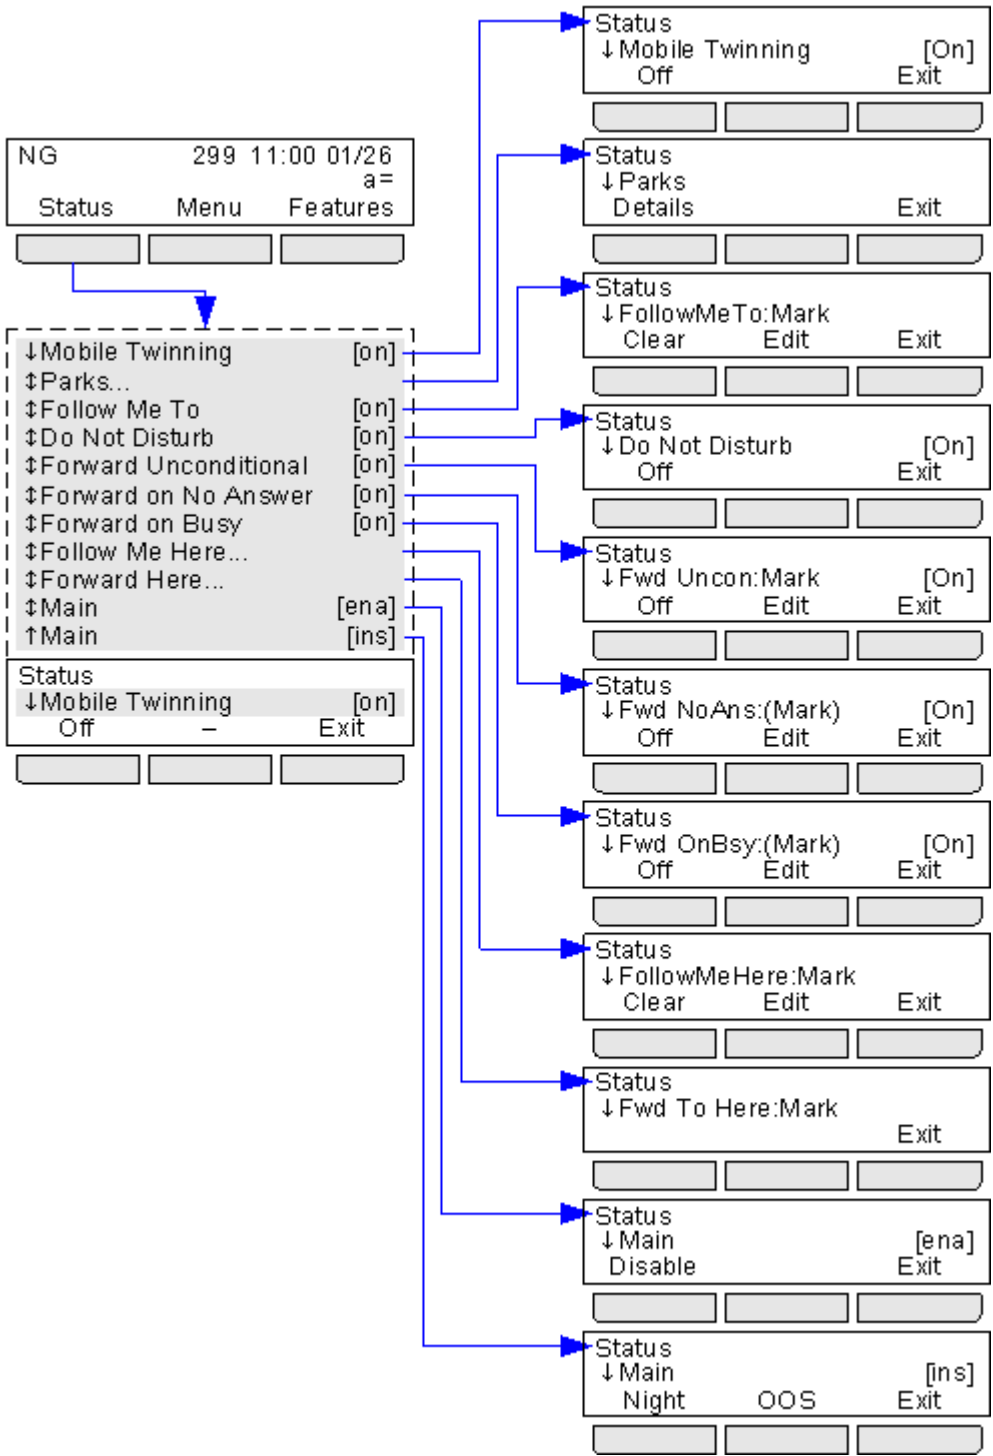 NG 299 11:00 01/26
a=
Status Menu Features
↓Mobile Twinning [on]
↕Parks...
↕Follow Me To [on]
↕Do Not Disturb [on]
↕Forward Unconditional [on]
↕Forward on No Answer [on]
↕Forward on Busy [on]
↕Follow Me Here...
↕Forward Here...
↕Main [ena]
↑Main [ins]
Status
↓Mobile Twinning [on]
Off – Exit
Status
↓Mobile Twinning [On]
Off Exit
Status
↓Parks
Details Exit
Status
↓FollowMeTo:Mark
Clear Edit Exit
Status
↓Do Not Disturb [On]
Off Exit
Status
↓Fwd Uncon:Mark [On]
Off Edit Exit
Status
↓Fwd NoAns:(Mark) [On]
Off Edit Exit
Status
↓Fwd OnBsy:(Mark) [On]
Off Edit Exit
Status
↓FollowMeHere:Mark
Clear Edit Exit
Status
↓Fwd To Here:Mark
Exit
Status
↓Main [ena]
Disable Exit
Status
↓Main [ins]
Night OOS Exit